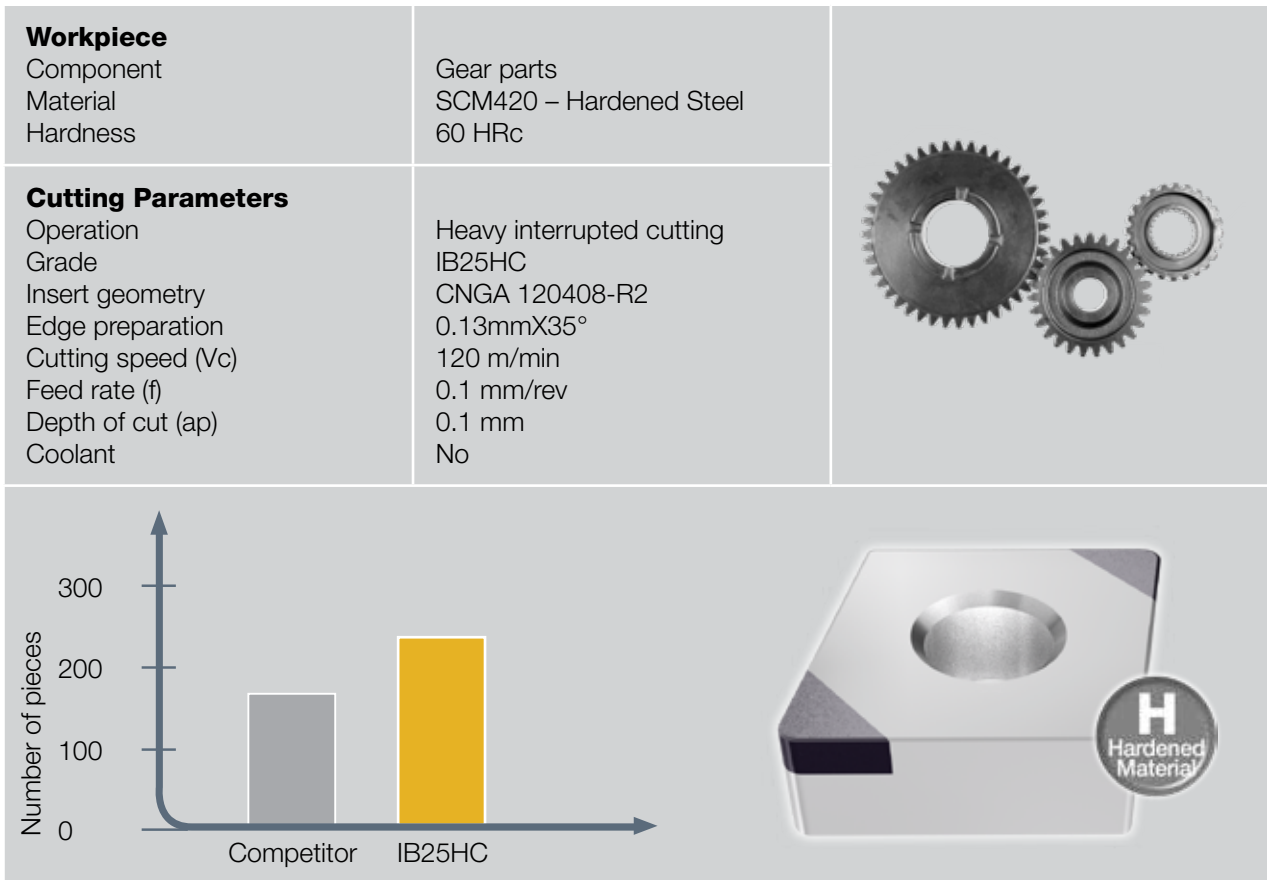 Workpiece
Component Gear parts
Material SCM420 – Hardened Steel
Hardness 60 HRc
Cutting Parameters
Operation Heavy interrupted cutting
Grade IB25HC
Insert geometry CNGA 120408-R2
Edge preparation 0.13mmX35°
Cutting speed (Vc) 120 m/min
Feed rate (f) 0.1 mm/rev
Depth of cut (ap) 0.1 mm
Coolant No
Number of pieces
300
200
100
0
Competitor IB25HC
H
Hardened
Material